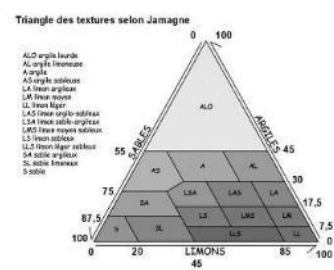 Triangle des textures selon Jamagne
ALO argile lourde
AL argile limoneuse
A argile
AS argile sableuse
LA limon argileux
LM limon moyen
LL limon léger
LAS limon argilo-sableux
LSA limon sablo-argileux
LMS limon moyen sableux
LS limon sableux
LLS limon léger sableux
SA sable argileux
SL sable limoneux
S sable
0 100
ALO
SABLES ARGILES
55 45
AS A AL
30
75 LSA LAS LA
17,5
SA
87,5 LS LMS LM
7,5
S SL LLS LL
100 0
0 20 LIMONS 85 100
45